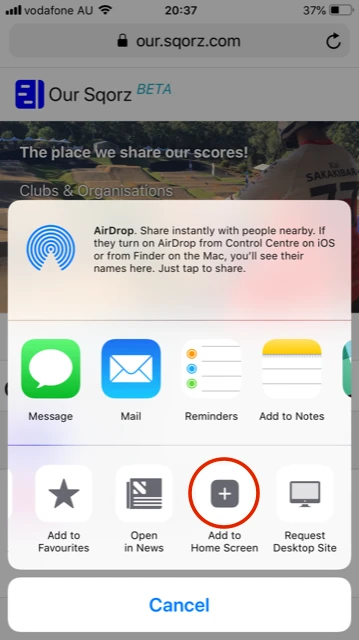 vodafone AU 20:37 37%
our.sqorz.com
Our Sqorz BETA
The place we share our scores!
Clubs & Organisations
Kai
SAKAKIBAR
77
AirDrop. Share instantly with people nearby. If
they turn on AirDrop from Control Centre on iOS
or from Finder on the Mac, you'll see their
names here. Just tap to share.
Message Mail Reminders Add to Notes
Add to Open Add to Request
Favourites in News Home Screen Desktop Site
Cancel